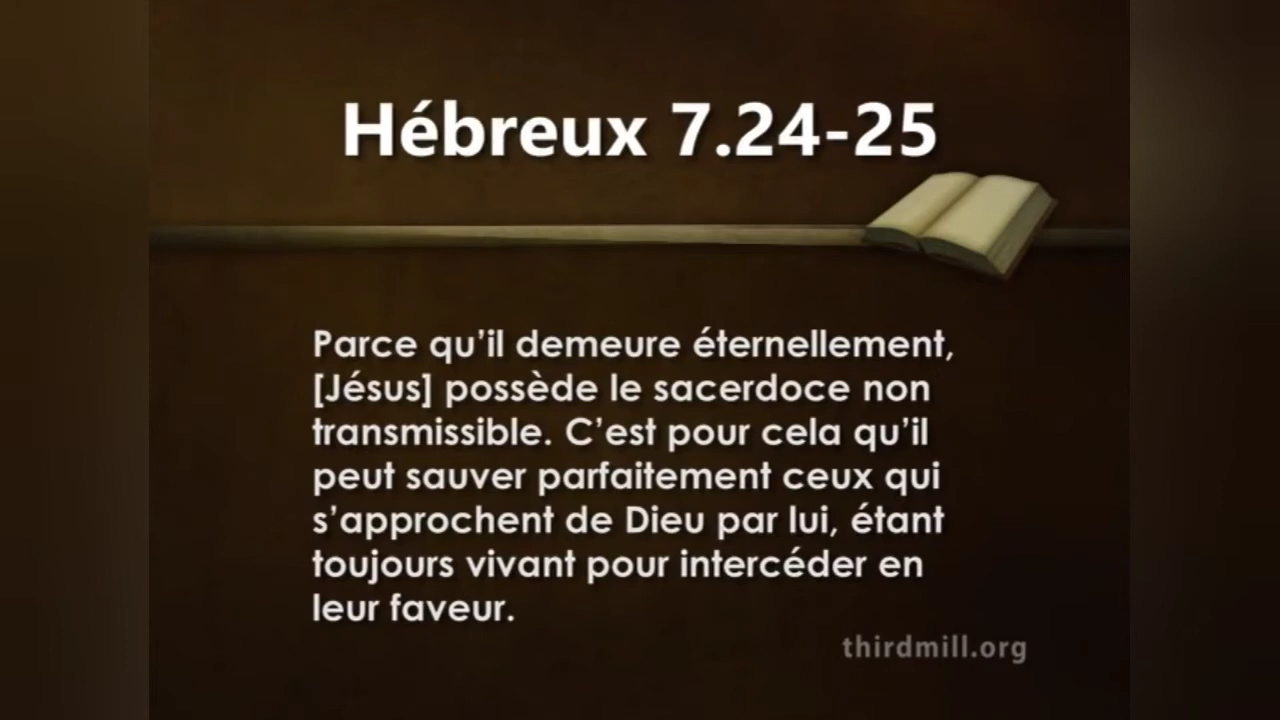 Hébreux 7.24-25
Parce qu’il demeure éternellement,
[Jésus] possède le sacerdoce non
transmissible. C’est pour cela qu’il
peut sauver parfaitement ceux qui
s’approchent de Dieu par lui, étant
toujours vivant pour intercéder en
leur faveur.
thirdmill.org